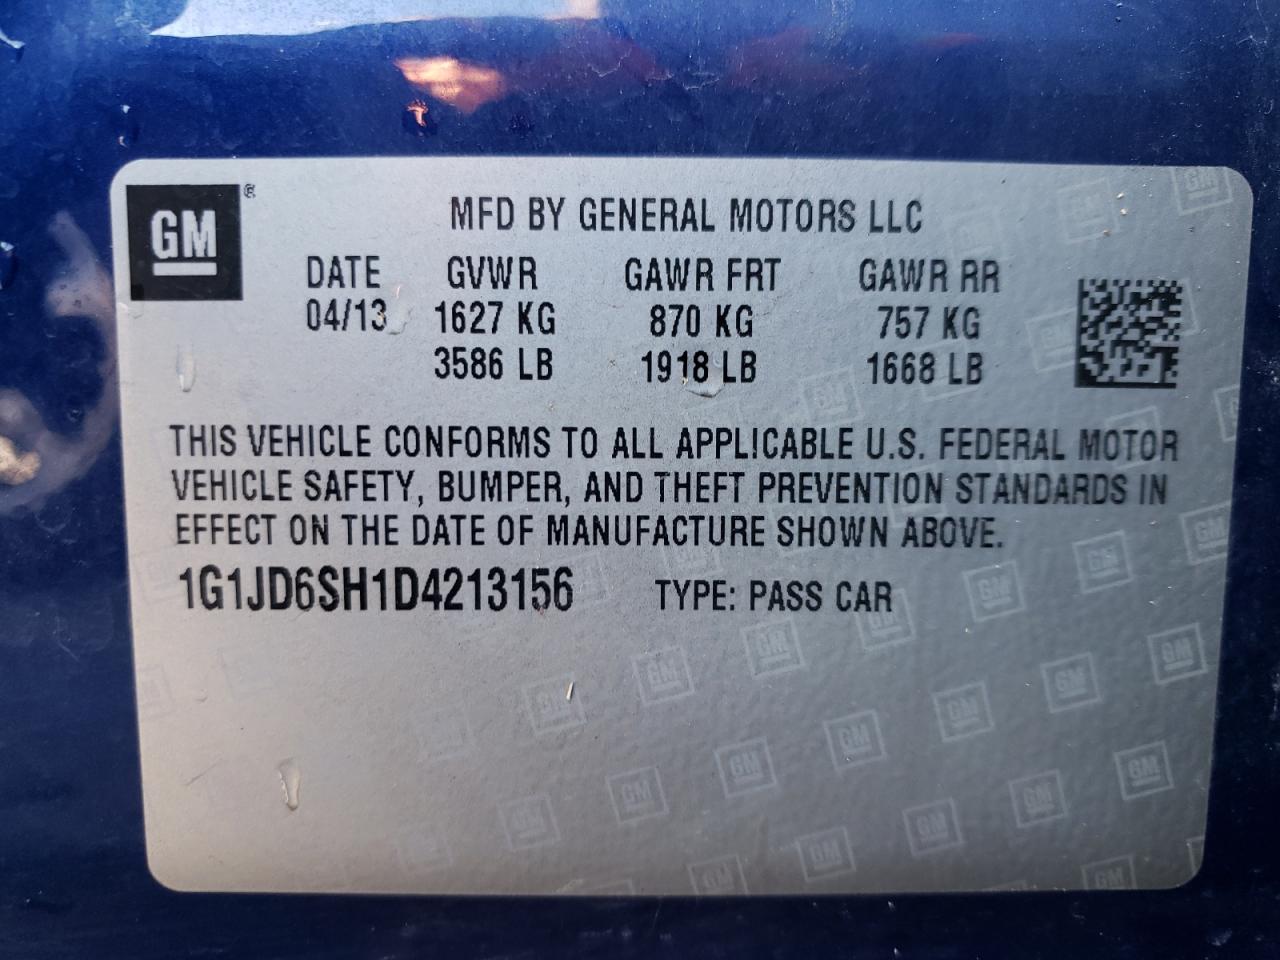 GM ®
MFD BY GENERAL MOTORS LLC
DATE GVWR GAWR FRT GAWR RR
04/13 1627 KG 870 KG 757 KG
3586 LB 1918 LB 1668 LB
THIS VEHICLE CONFORMS TO ALL APPLICABLE U.S. FEDERAL MOTOR
VEHICLE SAFETY, BUMPER, AND THEFT PREVENTION STANDARDS IN
EFFECT ON THE DATE OF MANUFACTURE SHOWN ABOVE.
1G1JD6SH1D4213156 TYPE: PASS CAR